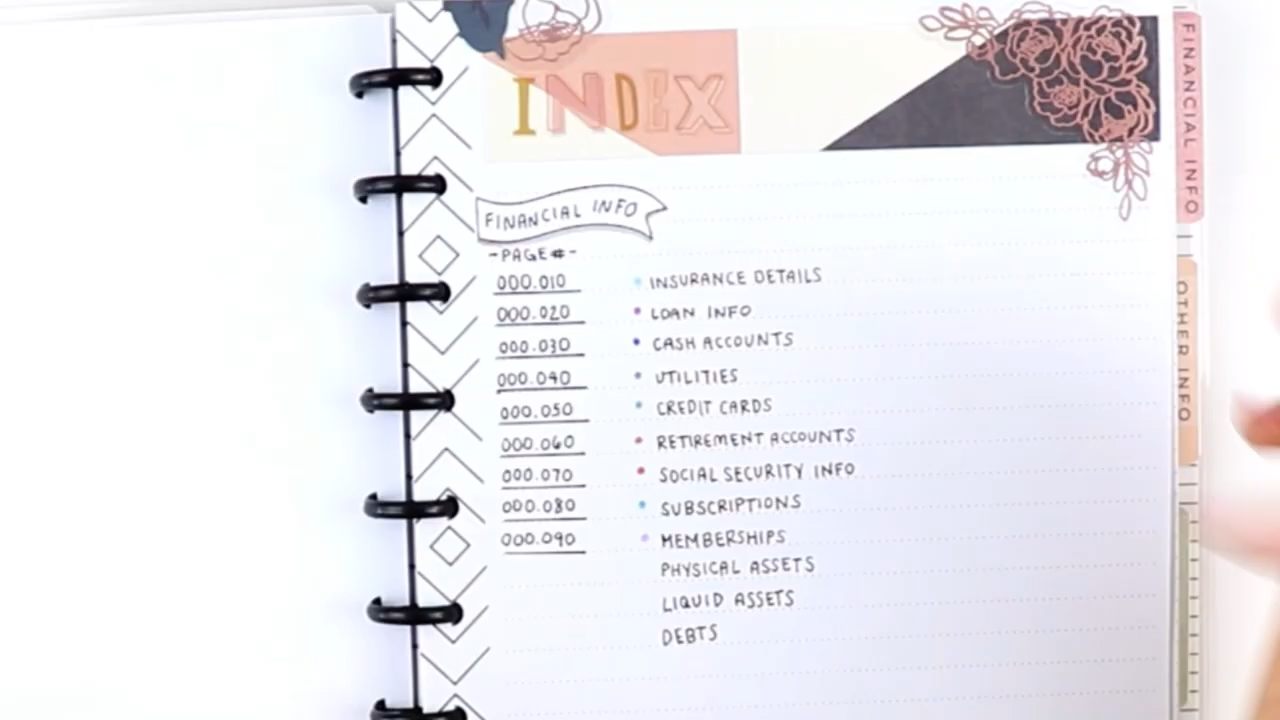 INDEX
FINANCIAL INFO
-PAGE#-
000.010 • INSURANCE DETAILS
000.020 • LOAN INFO
000.030 • CASH ACCOUNTS
000.040 • UTILITIES
000.050 • CREDIT CARDS
000.060 • RETIREMENT ACCOUNTS
000.070 • SOCIAL SECURITY INFO
000.080 • SUBSCRIPTIONS
000.090 • MEMBERSHIPS
PHYSICAL ASSETS
LIQUID ASSETS
DEBTS
FINANCIAL INFO
OTHER INFO